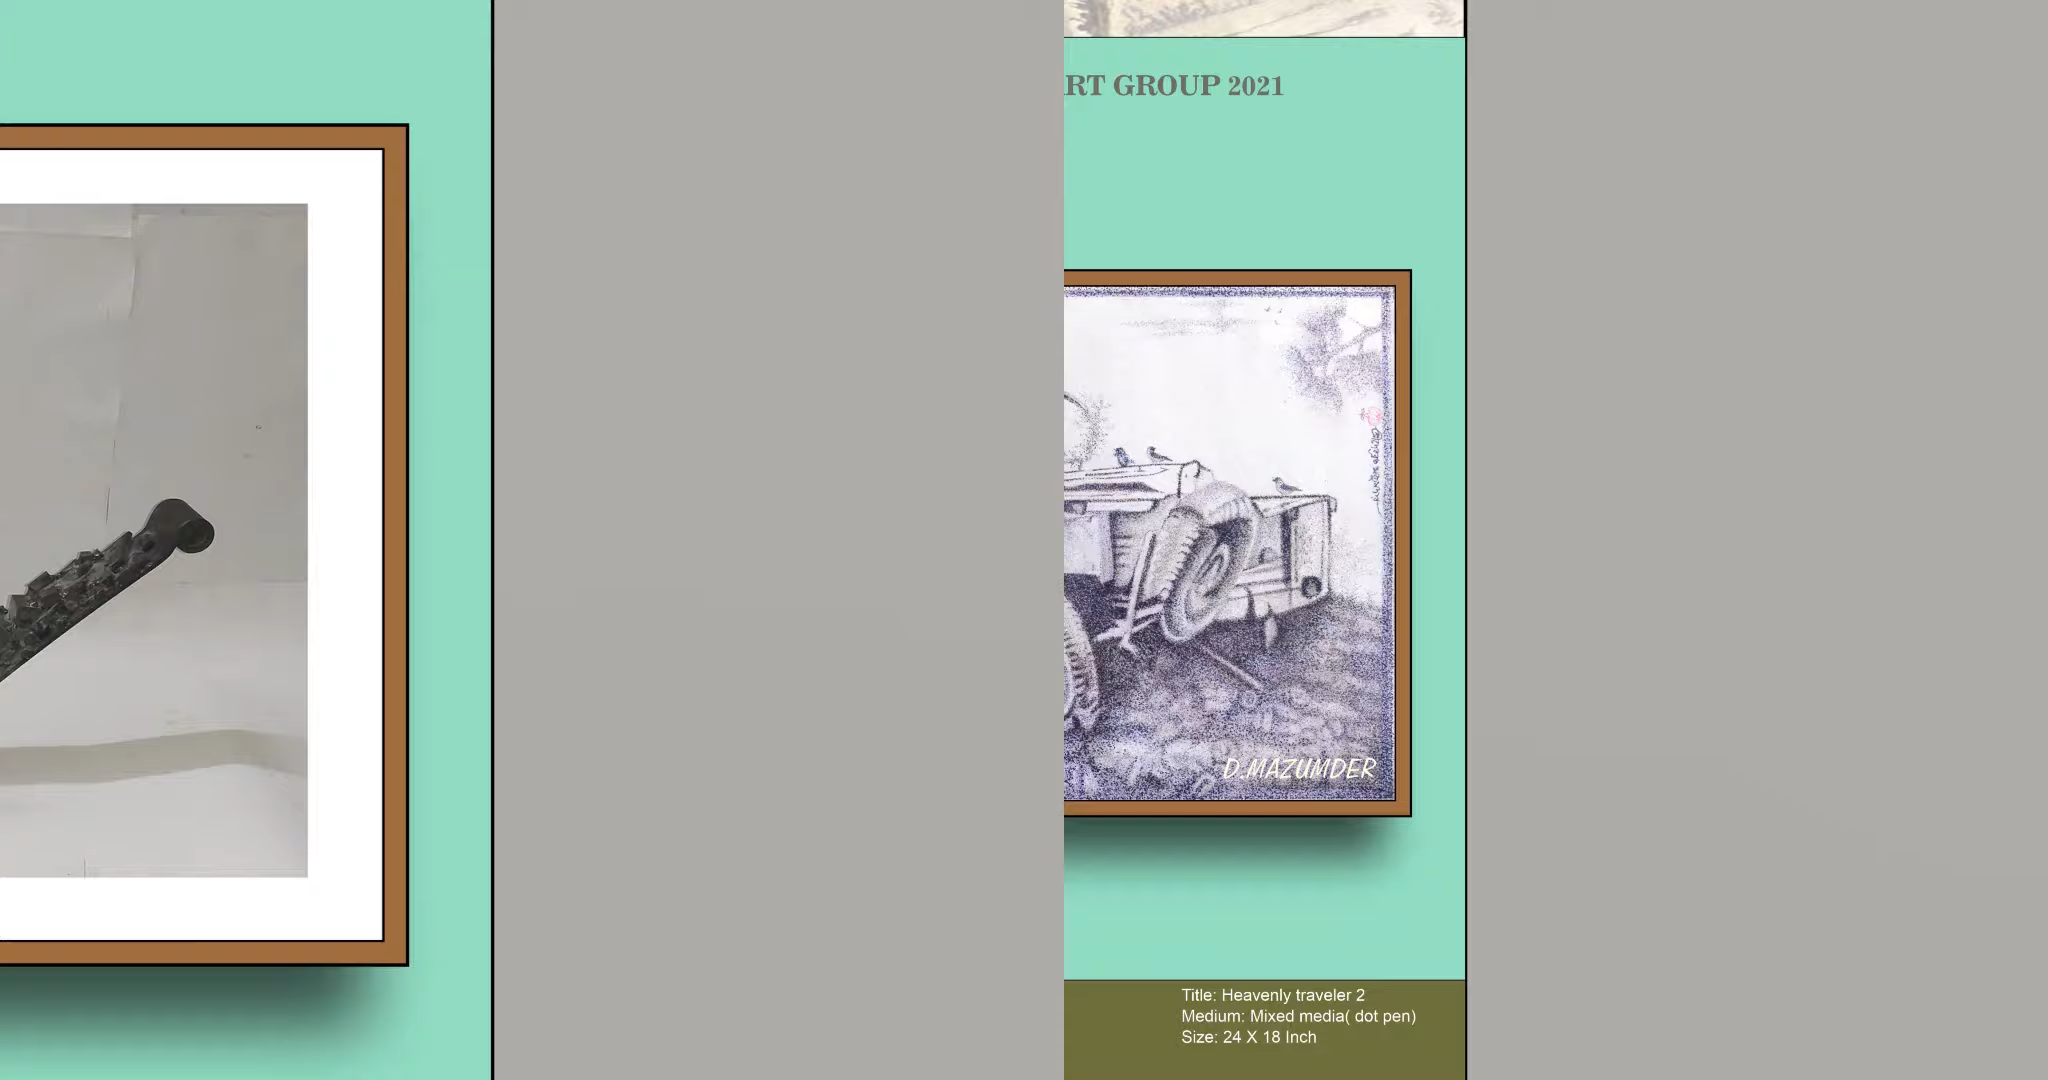 RT GROUP 2021
D.MAZUMDER
Title: Heavenly traveler 2
Medium: Mixed media( dot pen)
Size: 24 X 18 Inch